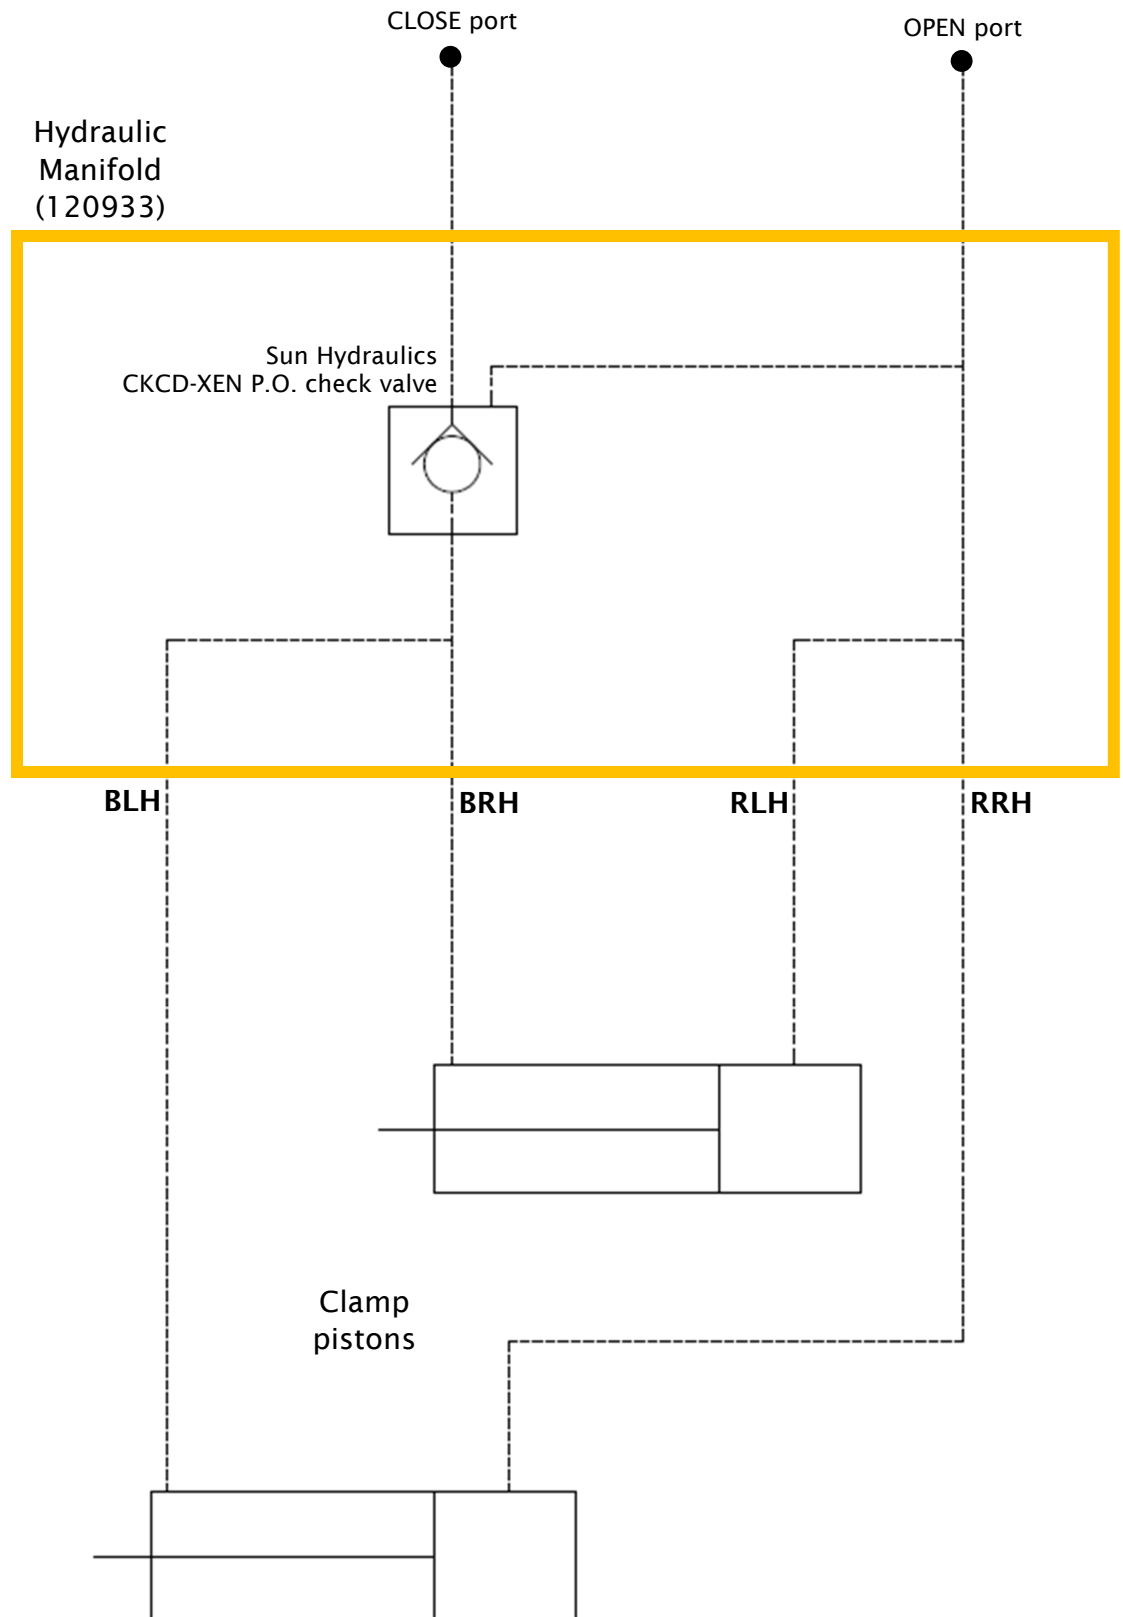 CLOSE port
OPEN port
Hydraulic
Manifold
(120933)
Sun Hydraulics
CKCD-XEN P.O. check valve
BLH
BRH
RLH
RRH
Clamp
pistons